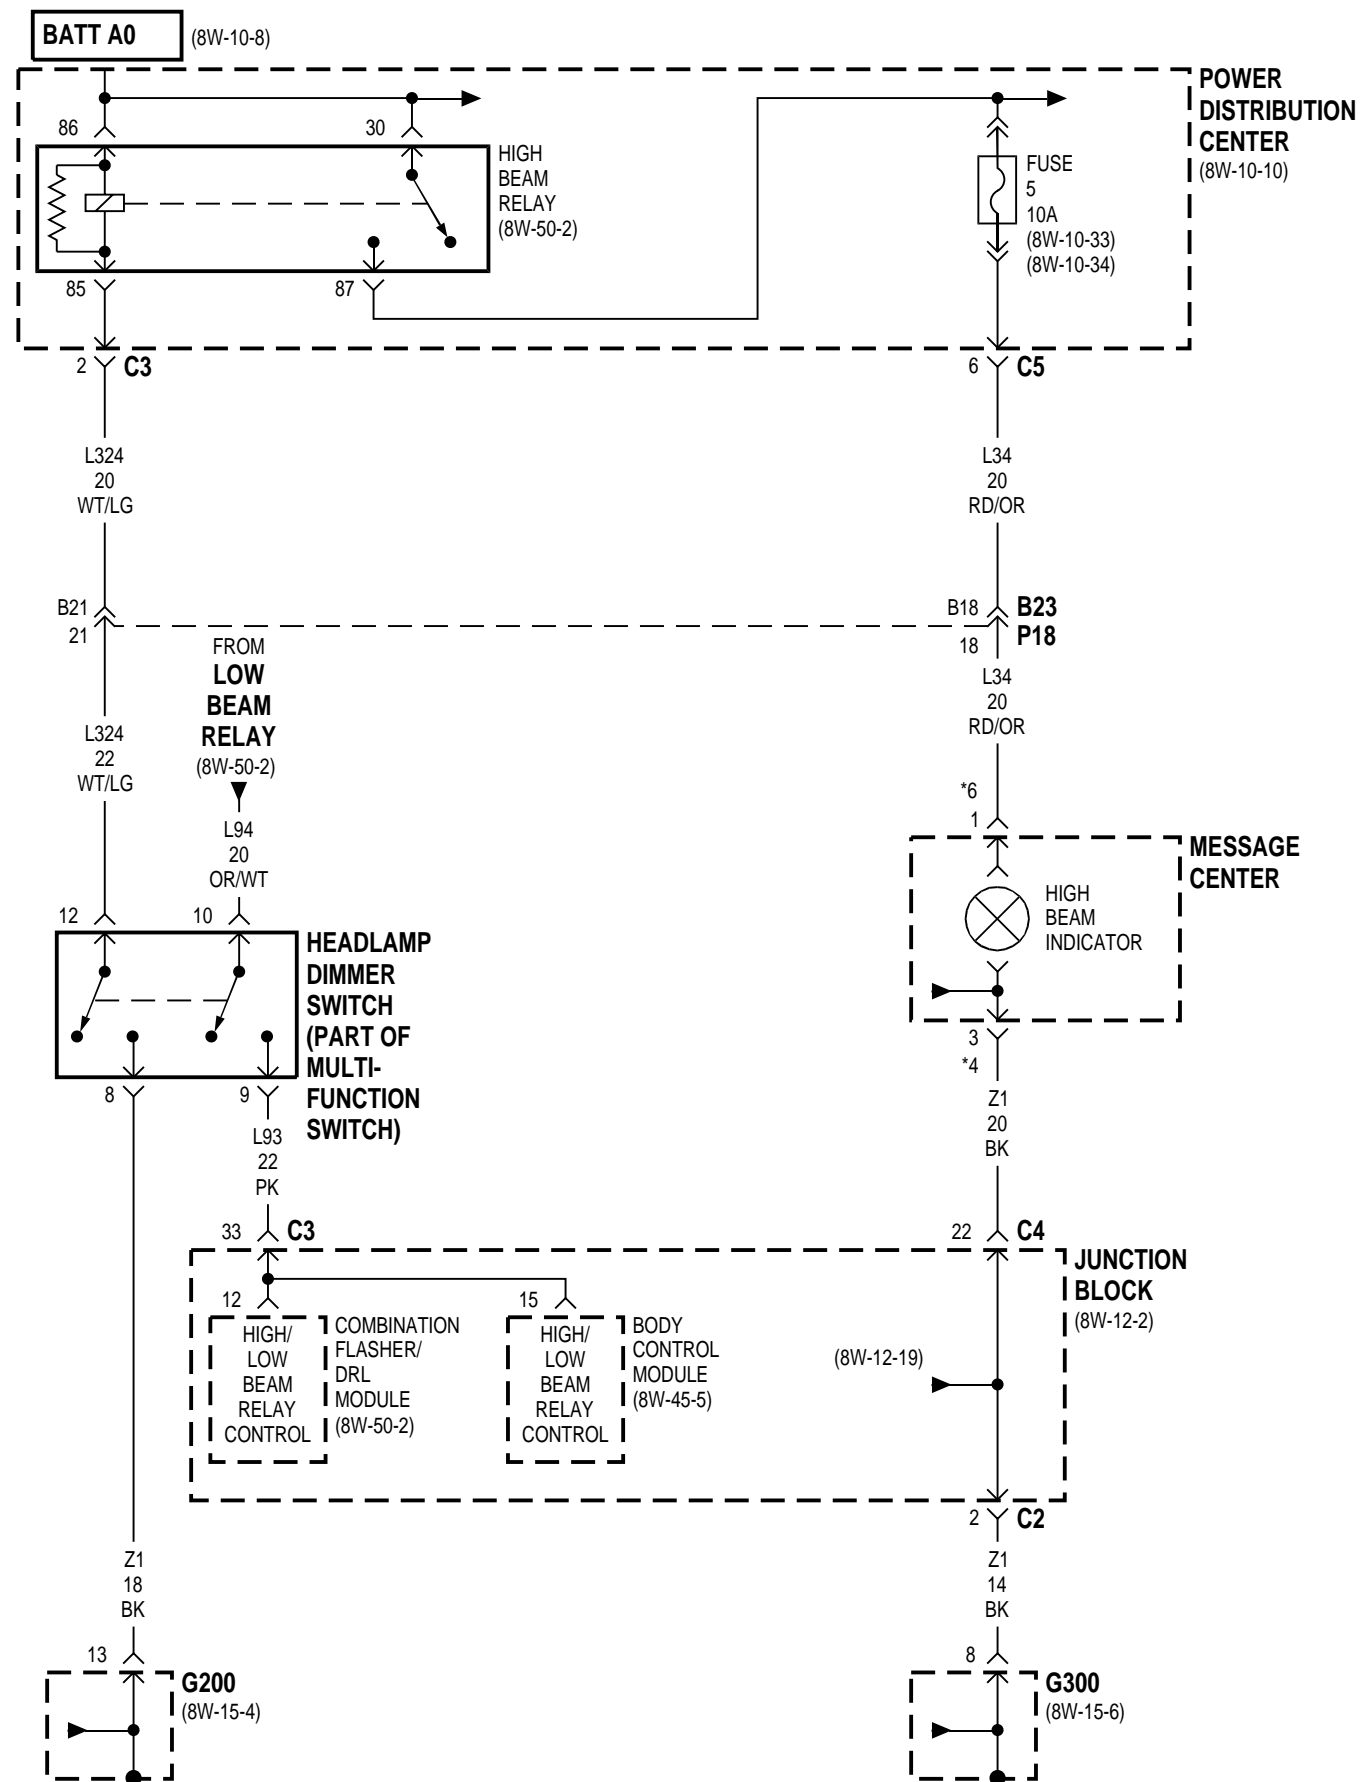 BATT A0
(8W-10-8)
POWER
DISTRIBUTION
CENTER
(8W-10-10)
86
30
HIGH
BEAM
RELAY
(8W-50-2)
FUSE
5
10A
(8W-10-33)
(8W-10-34)
85
87
2
C3
6
C5
L324
20
WT/LG
L34
20
RD/OR
B21
21
B18
18
B23
P18
FROM
LOW
BEAM
RELAY
(8W-50-2)
L34
20
RD/OR
L324
22
WT/LG
L94
20
OR/WT
*6
1
MESSAGE
CENTER
HIGH
BEAM
INDICATOR
12
10
HEADLAMP
DIMMER
SWITCH
(PART OF
MULTI-
FUNCTION
SWITCH)
3
*4
8
9
Z1
20
BK
L93
22
PK
33
C3
22
C4
JUNCTION
BLOCK
(8W-12-2)
12
HIGH/
LOW
BEAM
RELAY
CONTROL
COMBINATION
FLASHER/
DRL
MODULE
(8W-50-2)
15
HIGH/
LOW
BEAM
RELAY
CONTROL
BODY
CONTROL
MODULE
(8W-45-5)
(8W-12-19)
2
C2
Z1
18
BK
Z1
14
BK
13
G200
(8W-15-4)
8
G300
(8W-15-6)